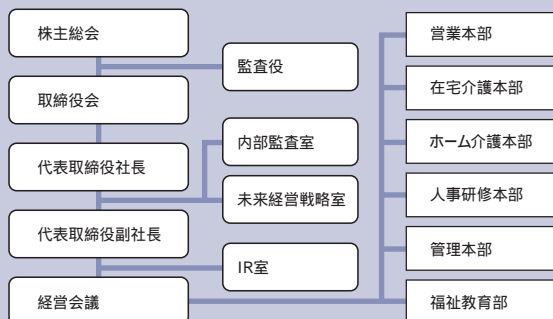 株主総会
取締役会
代表取締役社長
代表取締役副社長
経営会議
監査役
内部監査室
未来経営戦略室
IR室
営業本部
在宅介護本部
ホーム介護本部
人事研修本部
管理本部
福祉教育部